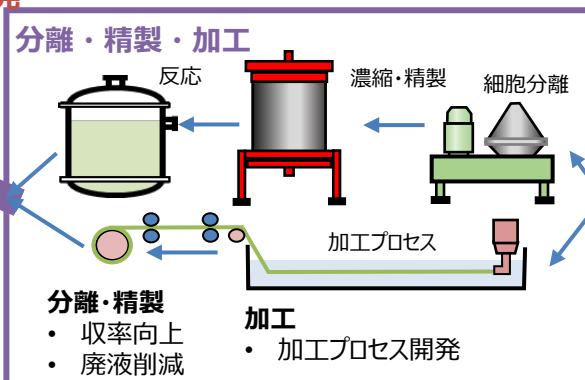 分離・精製・加工
反応
濃縮・精製
細胞分離
加工プロセス
分離・精製
• 収率向上
• 廃液削減
加工
• 加工プロセス開発